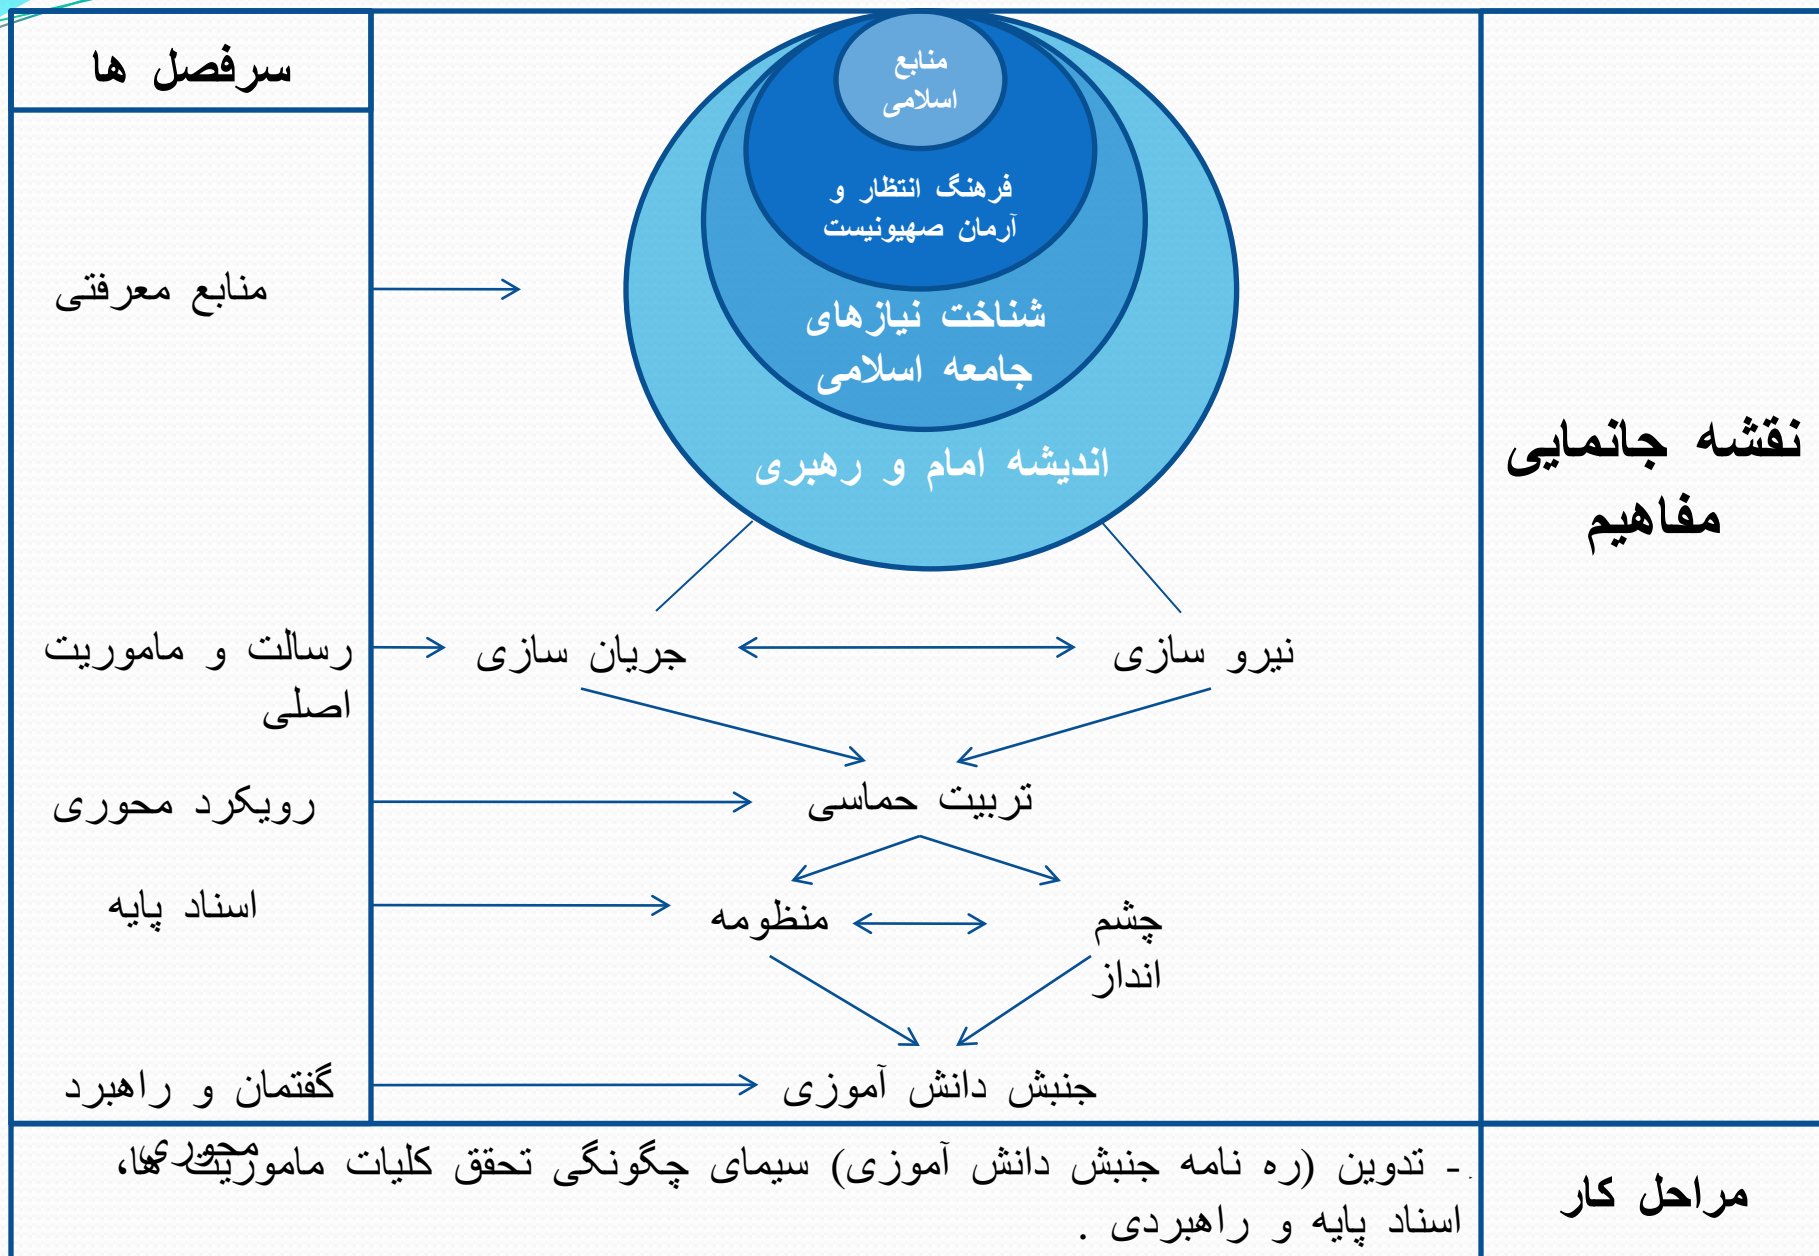 سرفصل ها
منابع
اسلامی
فرهنگ انتظار و
آرمان صهیونیست
شناخت نیازهای
جامعه اسلامی
اندیشه امام و رهبری
نقشه جانمایی
مفاهیم
منابع معرفتی
رسالت و ماموریت
اصلی
جریان سازی
نیرو سازی
رویکرد محوری
تربیت حماسی
اسناد پایه
منظومه
چشم
انداز
گفتمان و راهبرد
محوری
جنبش دانش آموزی
مراحل کار
- تدوین (ره نامه جنبش دانش آموزی) سیمای چگونگی تحقق کلیات ماموریت ها،
اسناد پایه و راهبردی .